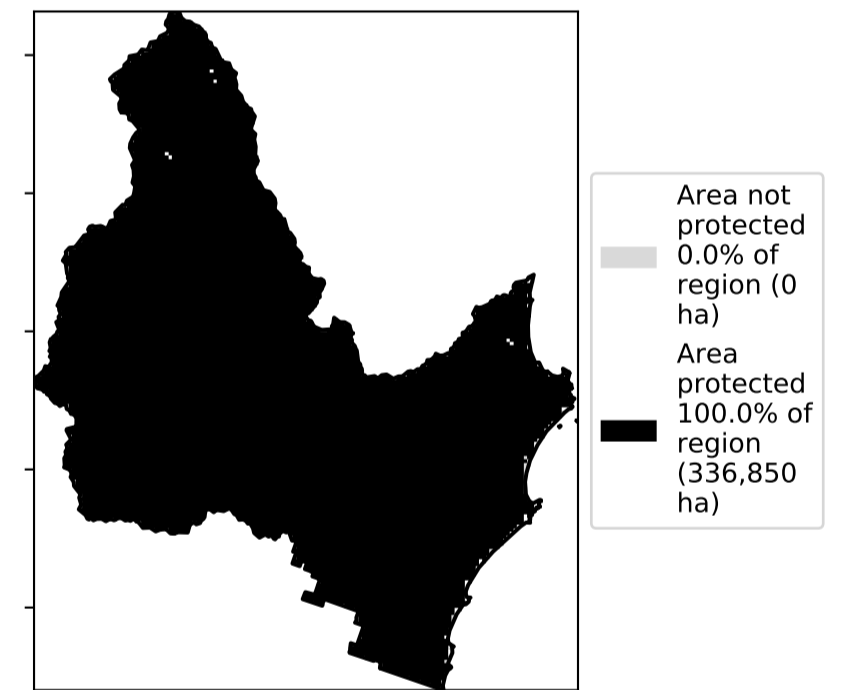 Area not
protected
0.0% of
region (0
ha)
Area
protected
100.0% of
region
(336,850
ha)